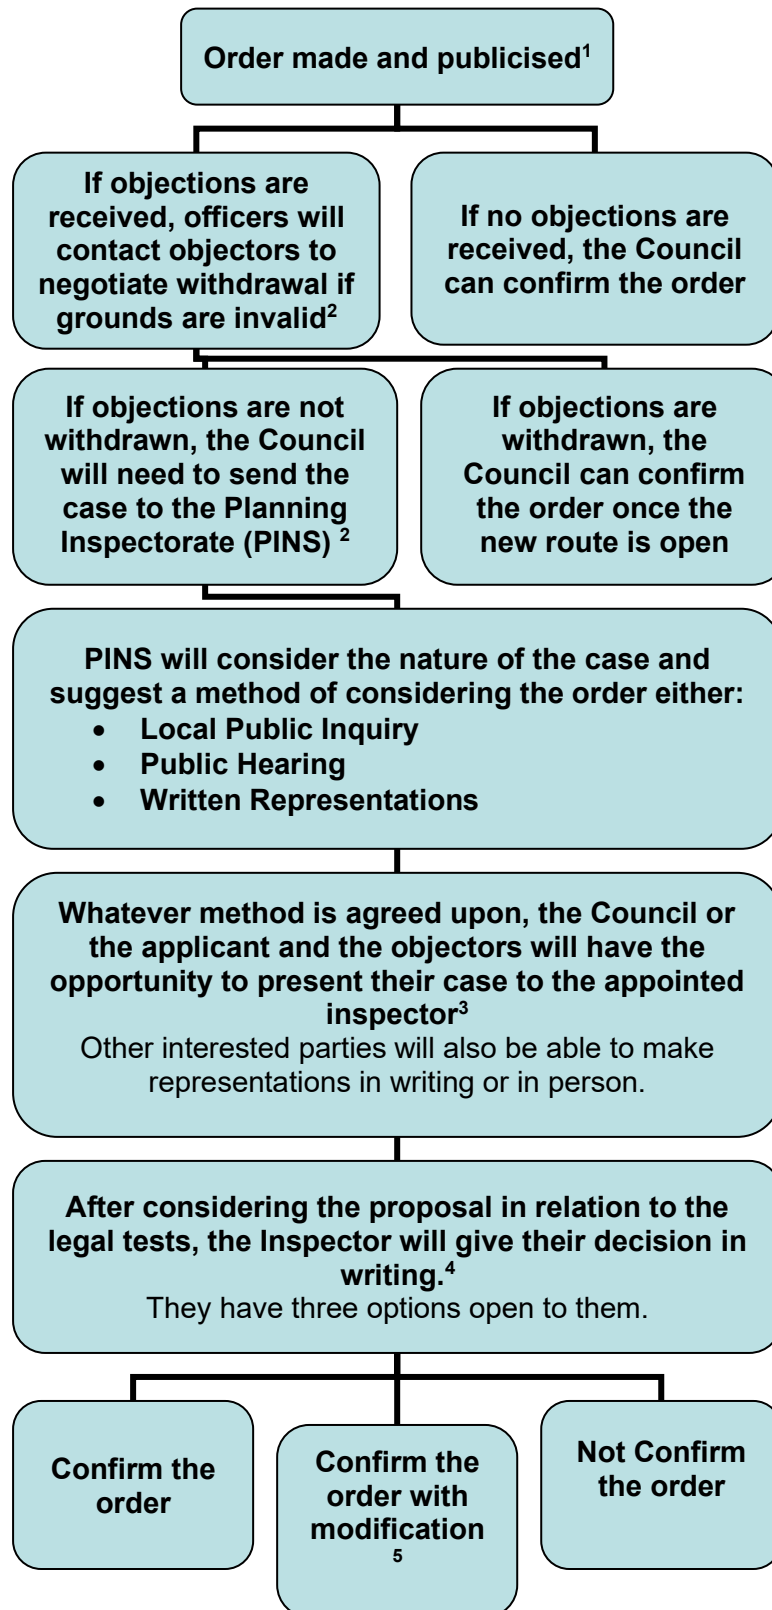 Order made and publicised¹
If objections are
received, officers will
contact objectors to
negotiate withdrawal if
grounds are invalid²
If no objections are
received, the Council
can confirm the order
If objections are not
withdrawn, the Council
will need to send the
case to the Planning
Inspectorate (PINS) ²
If objections are
withdrawn, the
Council can confirm
the order once the
new route is open
PINS will consider the nature of the case and
suggest a method of considering the order either:
• Local Public Inquiry
• Public Hearing
• Written Representations
Whatever method is agreed upon, the Council or
the applicant and the objectors will have the
opportunity to present their case to the appointed
inspector³
Other interested parties will also be able to make
representations in writing or in person.
After considering the proposal in relation to the
legal tests, the Inspector will give their decision in
writing.⁴
They have three options open to them.
Confirm the
order
Confirm the
order with
modification
⁵
Not Confirm
the order